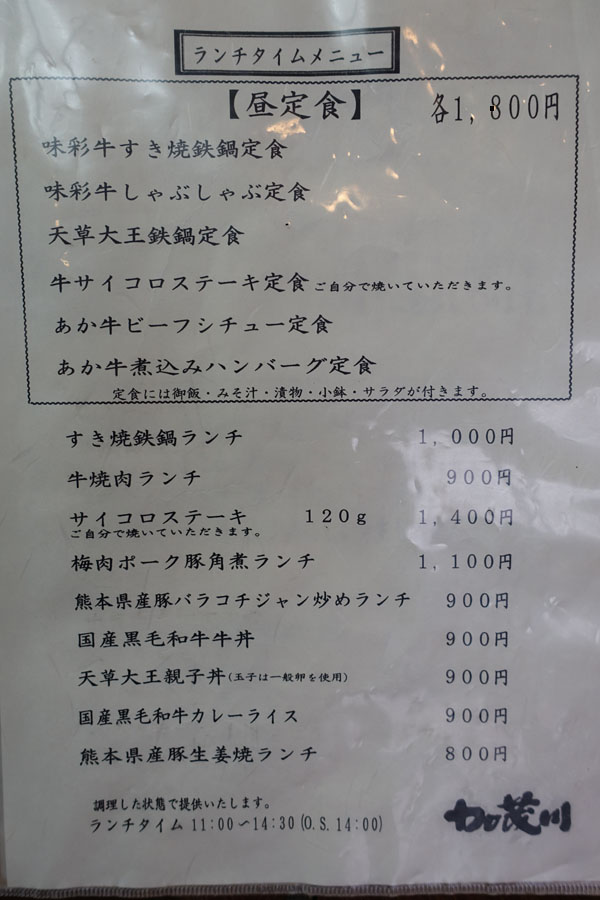 ランチタイムメニュー
【昼定食】 各1,800円
味彩牛すき焼鉄鍋定食
味彩牛しゃぶしゃぶ定食
天草大王鉄鍋定食
牛サイコロステーキ定食 ご自分で焼いていただきます。
あか牛ビーフシチュー定食
あか牛煮込みハンバーグ定食
定食には御飯・みそ汁・漬物・小鉢・サラダが付きます。
すき焼鉄鍋ランチ 1,000円
牛焼肉ランチ 900円
サイコロステーキ 120g 1,400円
ご自分で焼いていただきます。
梅肉ポーク豚角煮ランチ 1,100円
熊本県産豚バラコチジャン炒めランチ 900円
国産黒毛和牛牛丼 900円
天草大王親子丼(玉子は一般卵を使用) 900円
国産黒毛和牛カレーライス 900円
熊本県産豚生姜焼ランチ 800円
調理した状態で提供いたします。
ランチタイム 11:00~14:30(O.S.14:00)
加茂川